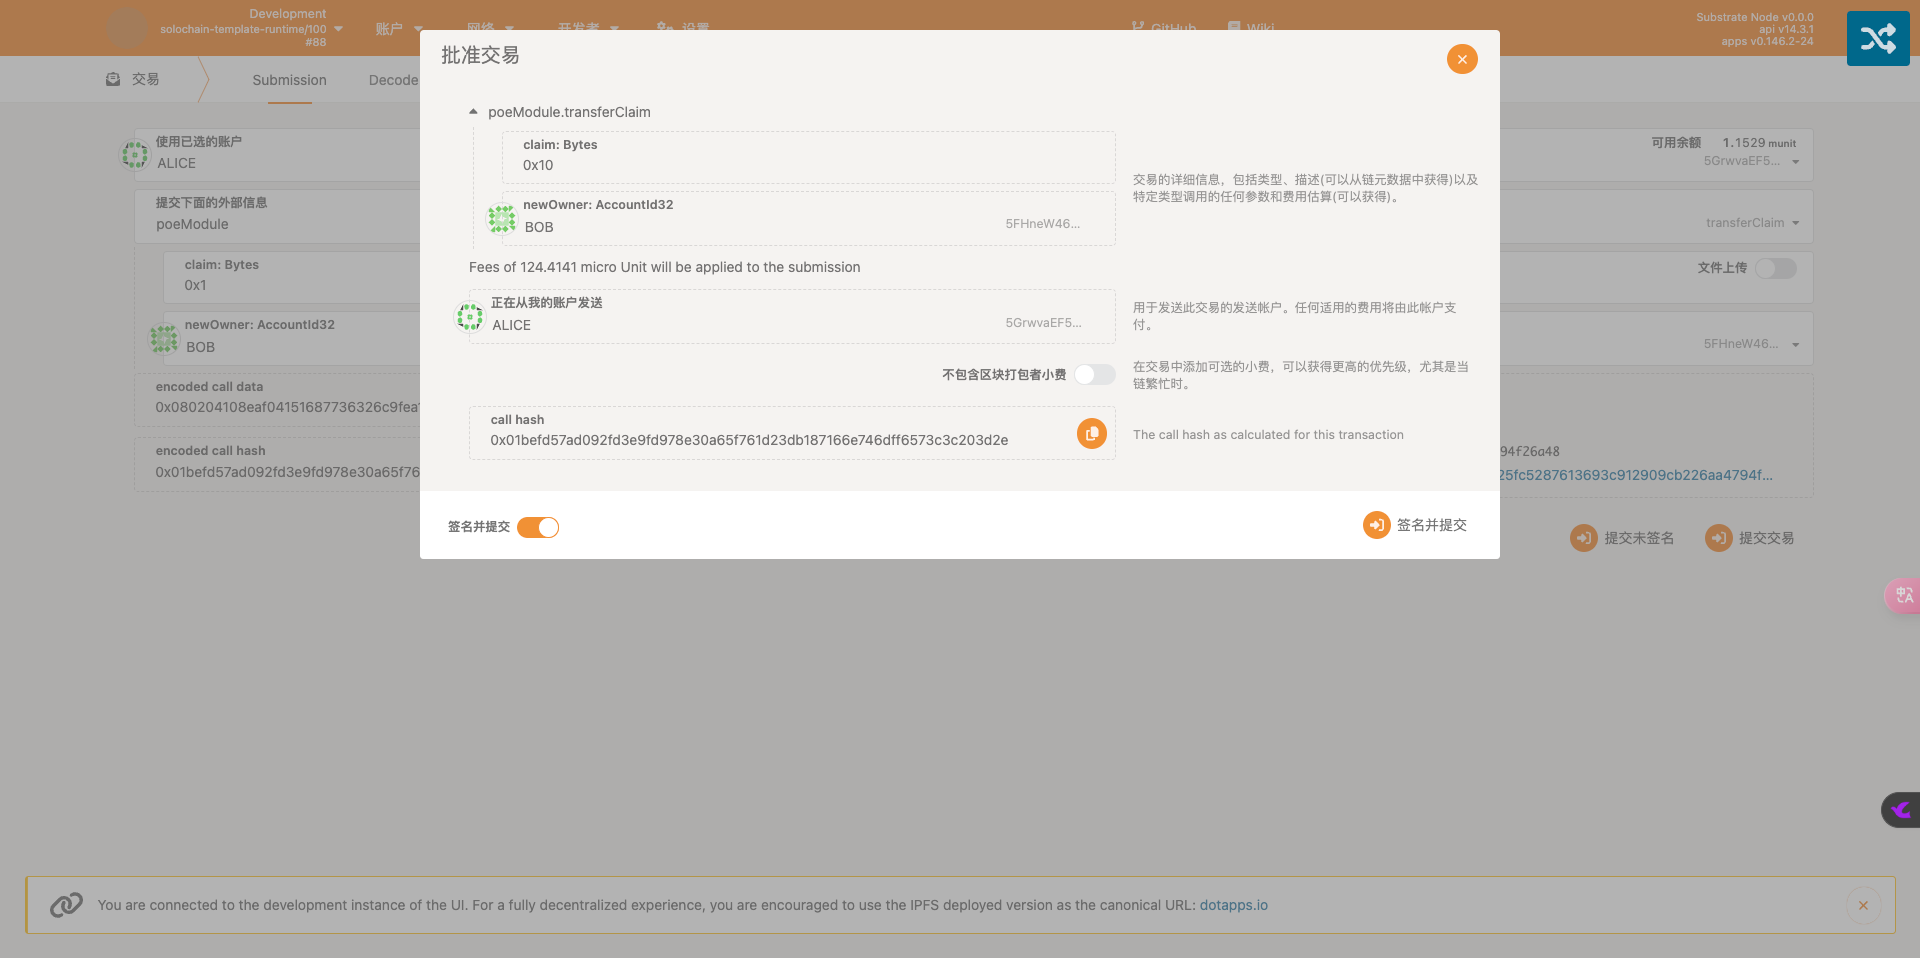 Development
solochain-template-runtime/100
#88
账户
网络
开发者
设置
GitHub
Wiki
Substrate Node v0.0.0
api v14.3.1
apps v0.146.2-24
交易
Submission
Decode
使用已选的账户
ALICE
可用余额 1.1529 munit
5GrwvaEF5...
提交下面的外部信息
poeModule
transferClaim
claim: Bytes
0x1
文件上传
newOwner: AccountId32
BOB
5FHneW46...
encoded call data
0x080204108eaf04151687736326c9fea
encoded call hash
0x01befd57ad092fd3e9fd978e30a65f76
94f26a48
25fc5287613693c912909cb226aa4794f...
提交未签名
提交交易
批准交易
poeModule.transferClaim
claim: Bytes
0x10
newOwner: AccountId32
BOB
5FHneW46...
交易的详细信息，包括类型、描述(可以从链元数据中获得)以及
特定类型调用的任何参数和费用估算(可以获得)。
Fees of 124.4141 micro Unit will be applied to the submission
正在从我的账户发送
ALICE
5GrwvaEF5...
用于发送此交易的发送帐户。任何适用的费用将由此帐户支
付。
不包含区块打包者小费
在交易中添加可选的小费，可以获得更高的优先级，尤其是当
链繁忙时。
call hash
0x01befd57ad092fd3e9fd978e30a65f761d23db187166e746dff6573c3c203d2e
The call hash as calculated for this transaction
签名并提交
签名并提交
You are connected to the development instance of the UI. For a fully decentralized experience, you are encouraged to use the IPFS deployed version as the canonical URL: dotapps.io